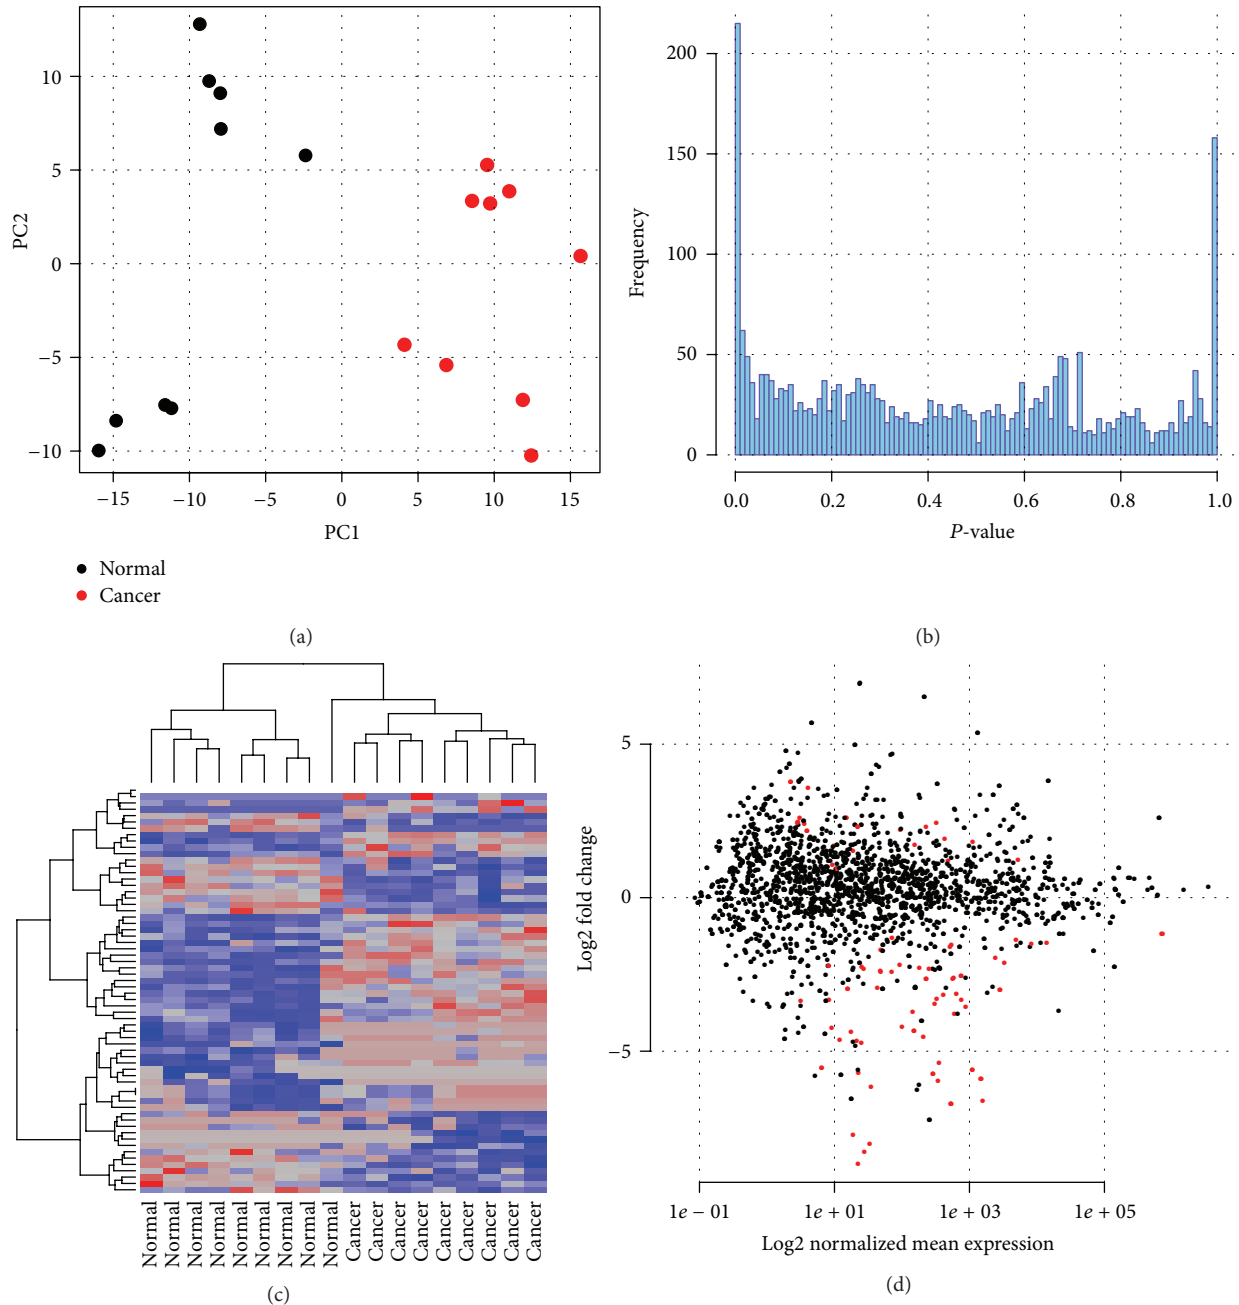 10
5
0
−5
−10
PC2
−15
−10
−5
0
5
10
15
PC1
Normal
Cancer
(a)
200
150
100
50
0
Frequency
0.0
0.2
0.4
0.6
0.8
1.0
P-value
(b)
Normal
Normal
Normal
Normal
Normal
Normal
Normal
Normal
Normal
Cancer
Cancer
Cancer
Cancer
Cancer
Cancer
Cancer
Cancer
Cancer
(c)
5
0
−5
Log2 fold change
1e − 01
1e + 01
1e + 03
1e + 05
Log2 normalized mean expression
(d)